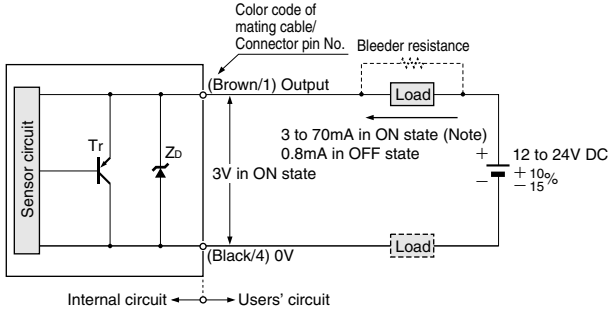 Color code of
mating cable/
Connector pin No.
Bleeder resistance
(Brown/1) Output
Load
Sensor circuit
Tr
ZD
3 to 70mA in ON state (Note)
0.8mA in OFF state
3V in ON state
+
−
12 to 24V DC
+ 10
− 15 %
(Black/4) 0V
Load
Internal circuit
Users' circuit